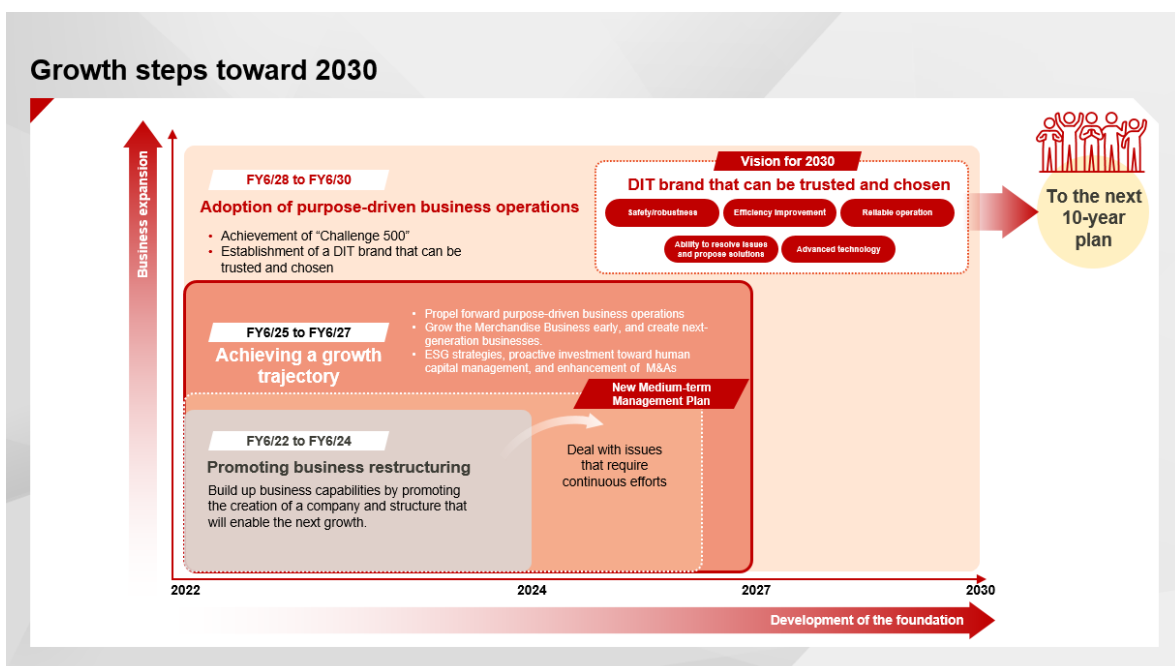 Growth steps toward 2030
Business expansion
FY6/28 to FY6/30
Adoption of purpose-driven business operations
• Achievement of “Challenge 500”
• Establishment of a DIT brand that can be
trusted and chosen
Vision for 2030
DIT brand that can be trusted and chosen
Safety/robustness
Efficiency improvement
Reliable operation
Ability to resolve issues
and propose solutions
Advanced technology
To the next
10-year
plan
FY6/25 to FY6/27
Achieving a growth
trajectory
• Propel forward purpose-driven business operations
• Grow the Merchandise Business early, and create next-
generation businesses.
• ESG strategies, proactive investment toward human
capital management, and enhancement of M&As
New Medium-term
Management Plan
FY6/22 to FY6/24
Promoting business restructuring
Build up business capabilities by promoting
the creation of a company and structure that
will enable the next growth.
Deal with issues
that require
continuous efforts
2022
2024
2027
2030
Development of the foundation